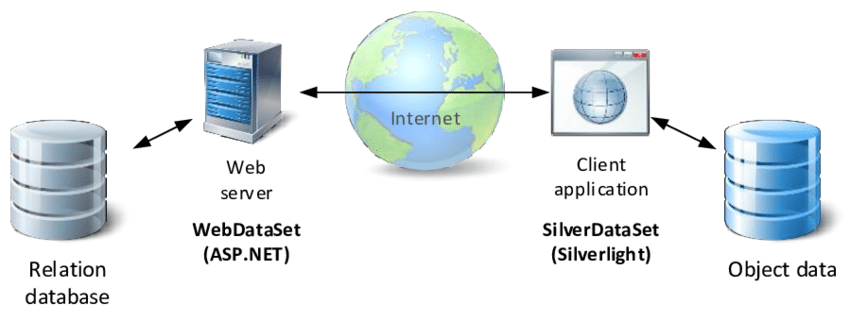 Internet
Web
server
WebDataSet
(ASP.NET)
Client
application
SilverDataSet
(Silverlight)
Relation
database
Object data